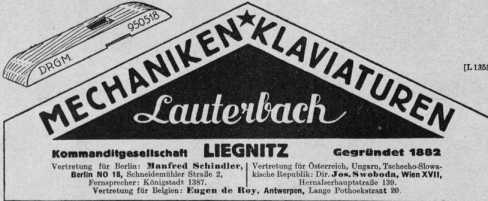 DRGM. 950518
MECHANIKEN★KLAVIATUREN
[L 135
Lauterbach
Kommanditgesellschaft LIEGNITZ Gegründet 1882
Vertretung für Berlin: Manfred Schindler,
Berlin NO 18, Schneidemühler Straße 2,
Fernsprecher: Königstadt 1387.
Vertretung für Österreich, Ungarn, Tschecho-Slowa-
kische Republik: Dir. Jos. Swoboda, Wien XVII,
Hernalserhauptstraße 139.
Vertretung für Belgien: Eugen de Roy, Antwerpen, Lange Pothoekstraat 20.